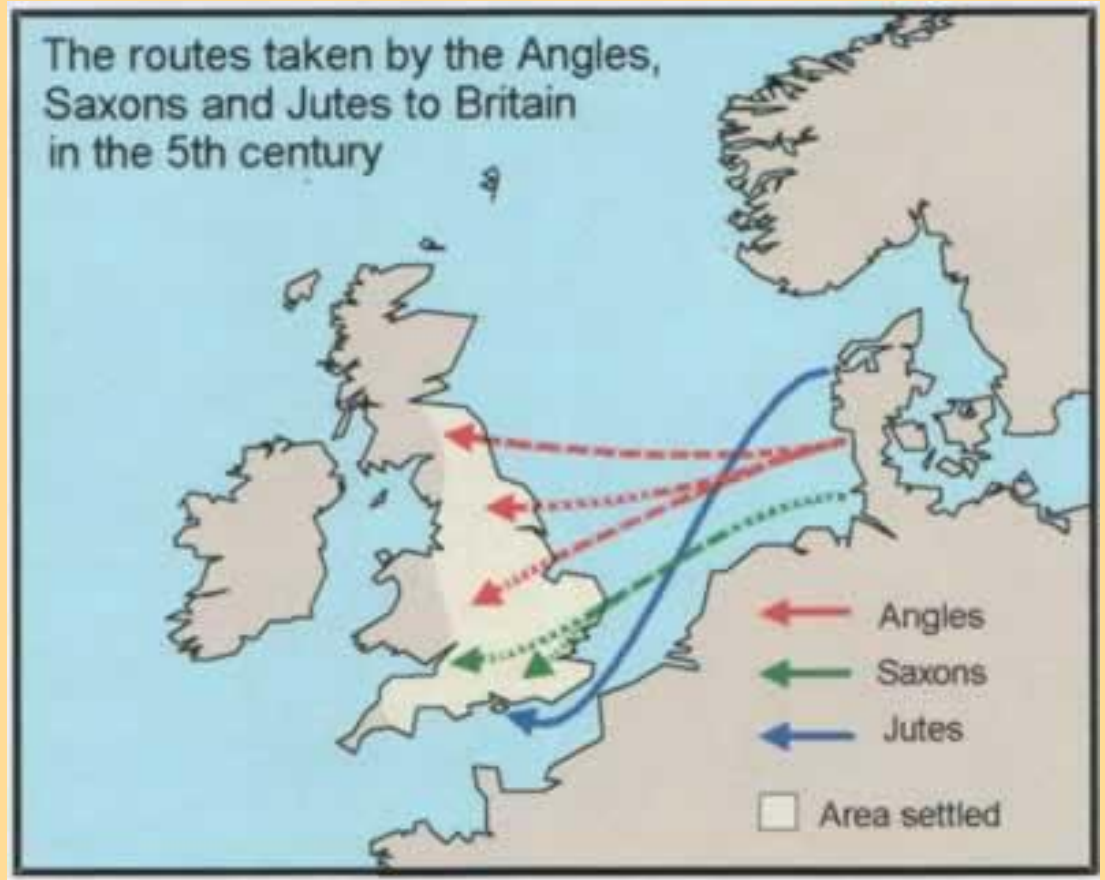 The routes taken by the Angles,
Saxons and Jutes to Britain
in the 5th century
Angles
Saxons
Jutes
Area settled